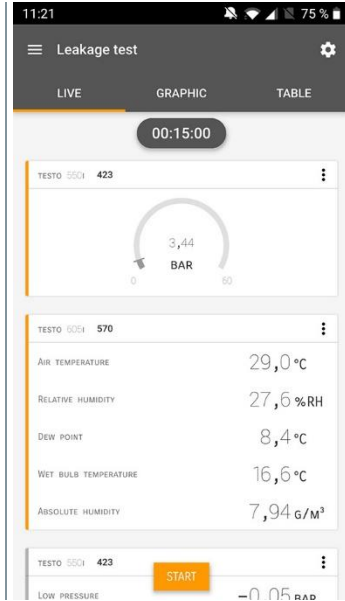 11:21 75 %
Leakage test
LIVE GRAPHIC TABLE
00:15:00
TESTO 550I 423
3,44
BAR
0 60
TESTO 605I 570
AIR TEMPERATURE 29,0 °C
RELATIVE HUMIDITY 27,6 %RH
DEW POINT 8,4 °C
WET BULB TEMPERATURE 16,6 °C
ABSOLUTE HUMIDITY 7,94 G/M³
TESTO 550I 423
START
LOW PRESSURE -0,05 BAR